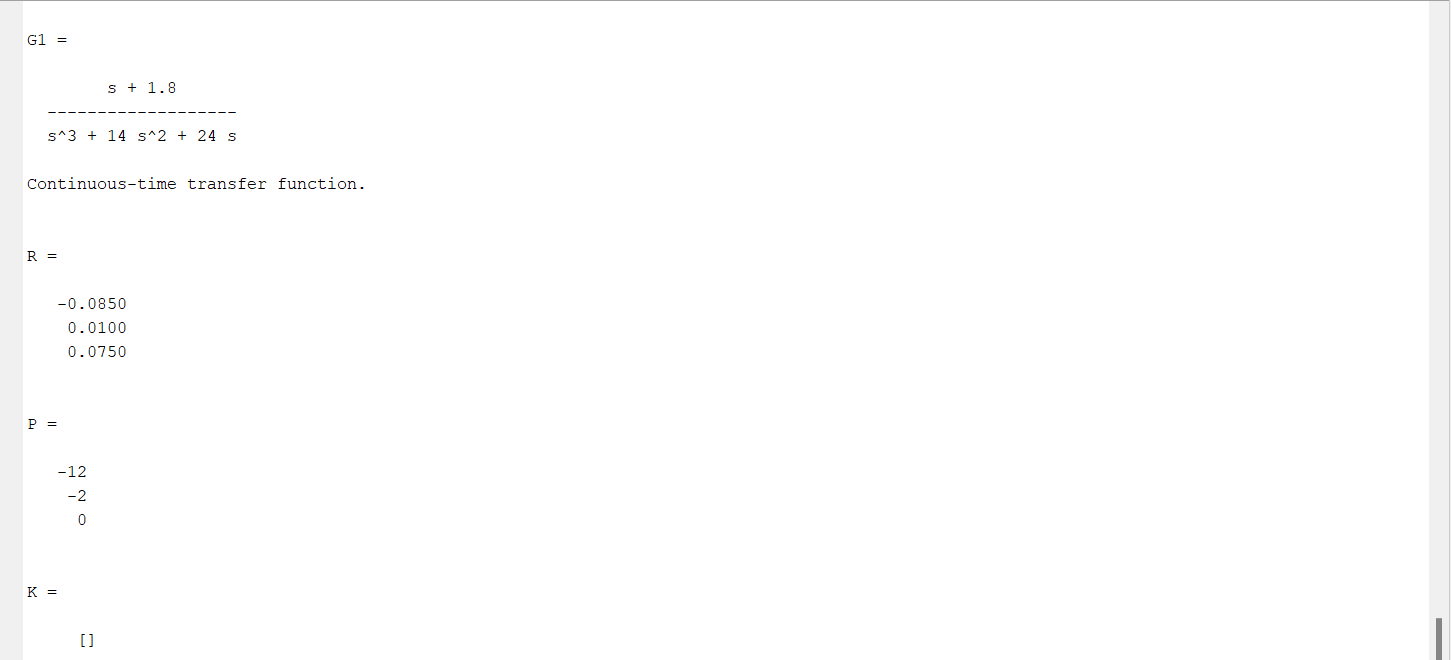 G1 =
s + 1.8
-------------------
s^3 + 14 s^2 + 24 s
Continuous-time transfer function.
R =
-0.0850
0.0100
0.0750
P =
-12
-2
0
K =
[]